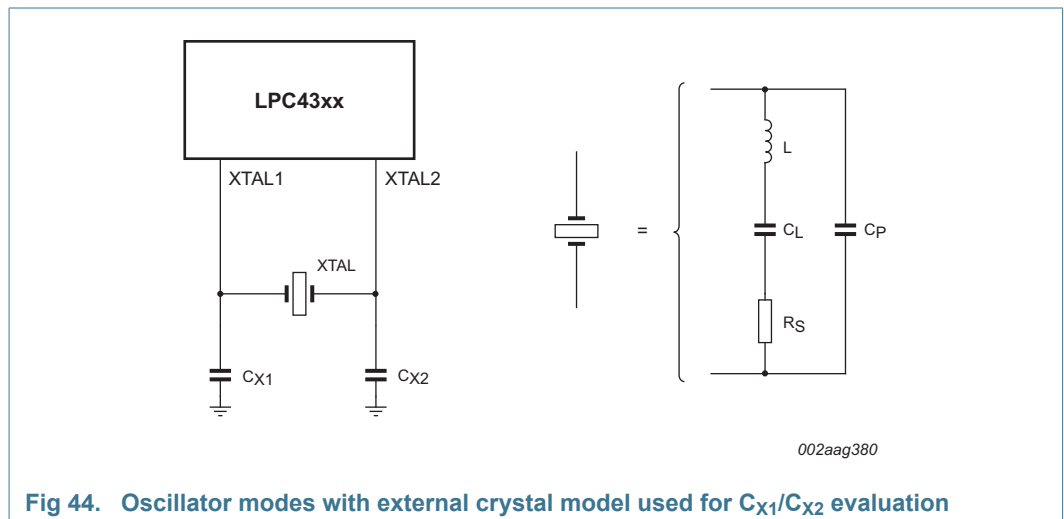 LPC43xx
XTAL1
XTAL2
XTAL
CX1
CX2
=
L
CL
CP
RS
002aag380
Fig 44. Oscillator modes with external crystal model used for CX1/CX2 evaluation